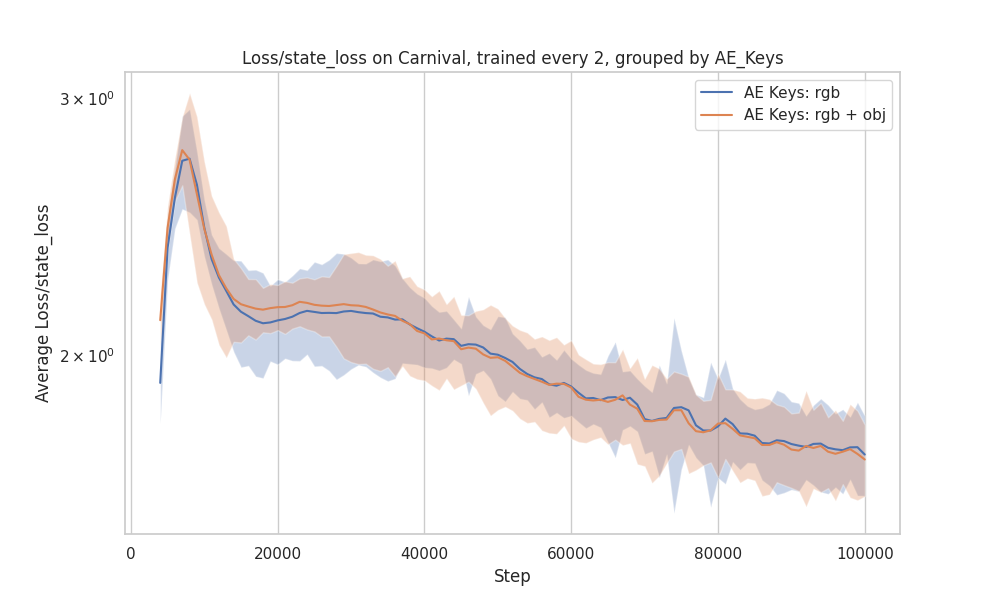 Loss/state_loss on Carnival, trained every 2, grouped by AE_Keys
AE Keys: rgb
AE Keys: rgb + obj
3 × 10⁰
2 × 10⁰
Average Loss/state_loss
0 20000 40000 60000 80000 100000
Step